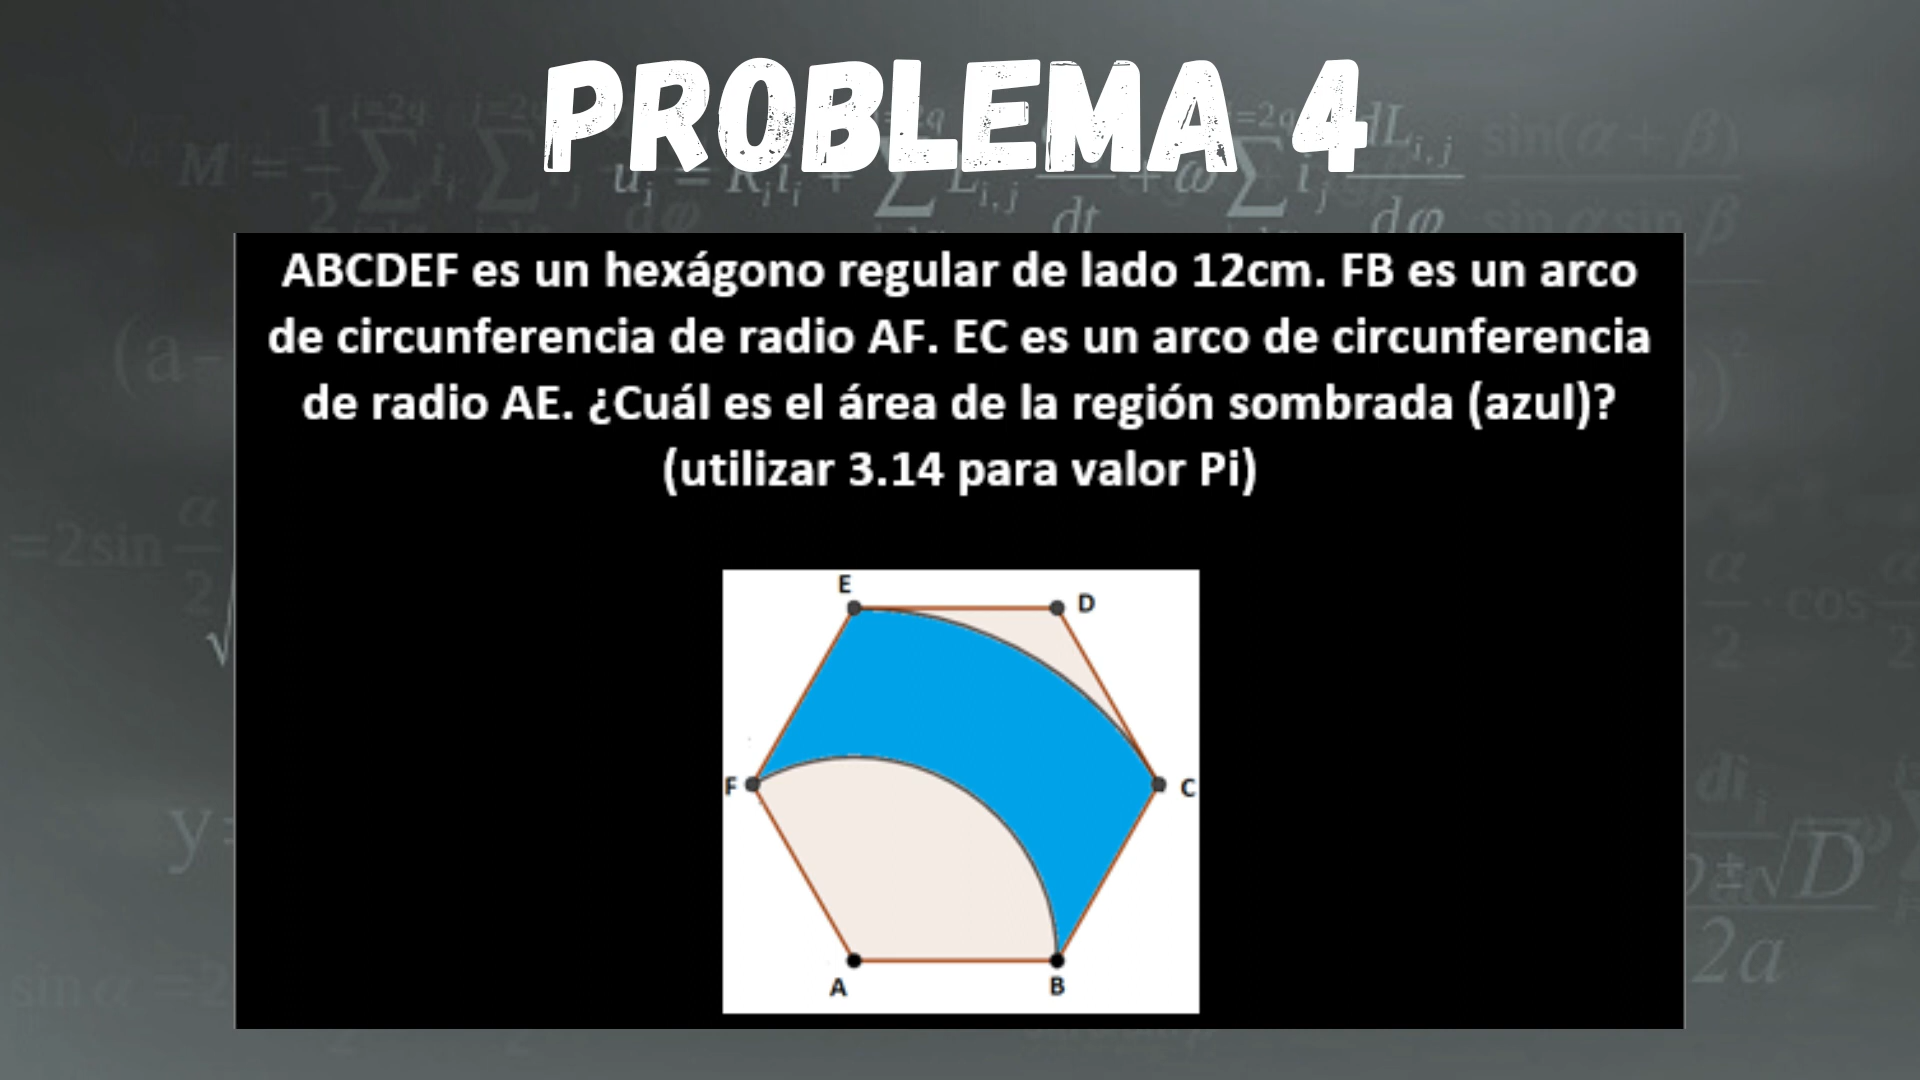 PROBLEMA 4
ABCDEF es un hexágono regular de lado 12cm. FB es un arco
de circunferencia de radio AF. EC es un arco de circunferencia
de radio AE. ¿Cuál es el área de la región sombrada (azul)?
(utilizar 3.14 para valor Pi)
E
D
F
C
A
B